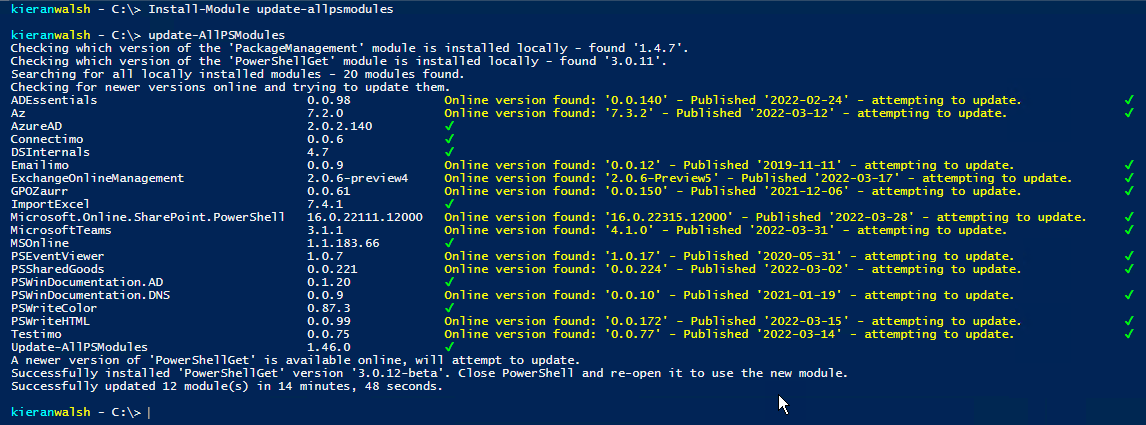 kieranwalsh - C:\> Install-Module update-allpsmodules
kieranwalsh - C:\> update-AllPSModules
Checking which version of the 'PackageManagement' module is installed locally - found '1.4.7'.
Checking which version of the 'PowerShellGet' module is installed locally - found '3.0.11'.
Searching for all locally installed modules - 20 modules found.
Checking for newer versions online and trying to update them.
ADEssentials 0.0.98 Online version found: '0.0.140' - Published '2022-02-24' - attempting to update. ✓
Az 7.2.0 Online version found: '7.3.2' - Published '2022-03-12' - attempting to update. ✓
AzureAD 2.0.2.140 ✓
Connectimo 0.0.6 ✓
DSInternals 4.7 ✓
Emailimo 0.0.9 Online version found: '0.0.12' - Published '2019-11-11' - attempting to update. ✓
ExchangeOnlineManagement 2.0.6-preview4 Online version found: '2.0.6-Preview5' - Published '2022-03-17' - attempting to update. ✓
GPOZaurr 0.0.61 Online version found: '0.0.150' - Published '2021-12-06' - attempting to update. ✓
ImportExcel 7.4.1 ✓
Microsoft.Online.SharePoint.PowerShell 16.0.22111.12000 Online version found: '16.0.22315.12000' - Published '2022-03-28' - attempting to update. ✓
MicrosoftTeams 3.1.1 Online version found: '4.1.0' - Published '2022-03-31' - attempting to update. ✓
MSOnline 1.1.183.66 ✓
PSEventViewer 1.0.7 Online version found: '1.0.17' - Published '2020-05-31' - attempting to update. ✓
PSSharedGoods 0.0.221 Online version found: '0.0.224' - Published '2022-03-02' - attempting to update. ✓
PSWinDocumentation.AD 0.1.20 ✓
PSWinDocumentation.DNS 0.0.9 Online version found: '0.0.10' - Published '2021-01-19' - attempting to update. ✓
PSWriteColor 0.87.3 ✓
PSWriteHTML 0.0.99 Online version found: '0.0.172' - Published '2022-03-15' - attempting to update. ✓
Testimo 0.0.75 Online version found: '0.0.77' - Published '2022-03-14' - attempting to update. ✓
Update-AllPSModules 1.46.0 ✓
A newer version of 'PowerShellGet' is available online, will attempt to update.
Successfully installed 'PowerShellGet' version '3.0.12-beta'. Close PowerShell and re-open it to use the new module.
Successfully updated 12 module(s) in 14 minutes, 48 seconds.
kieranwalsh - C:\>